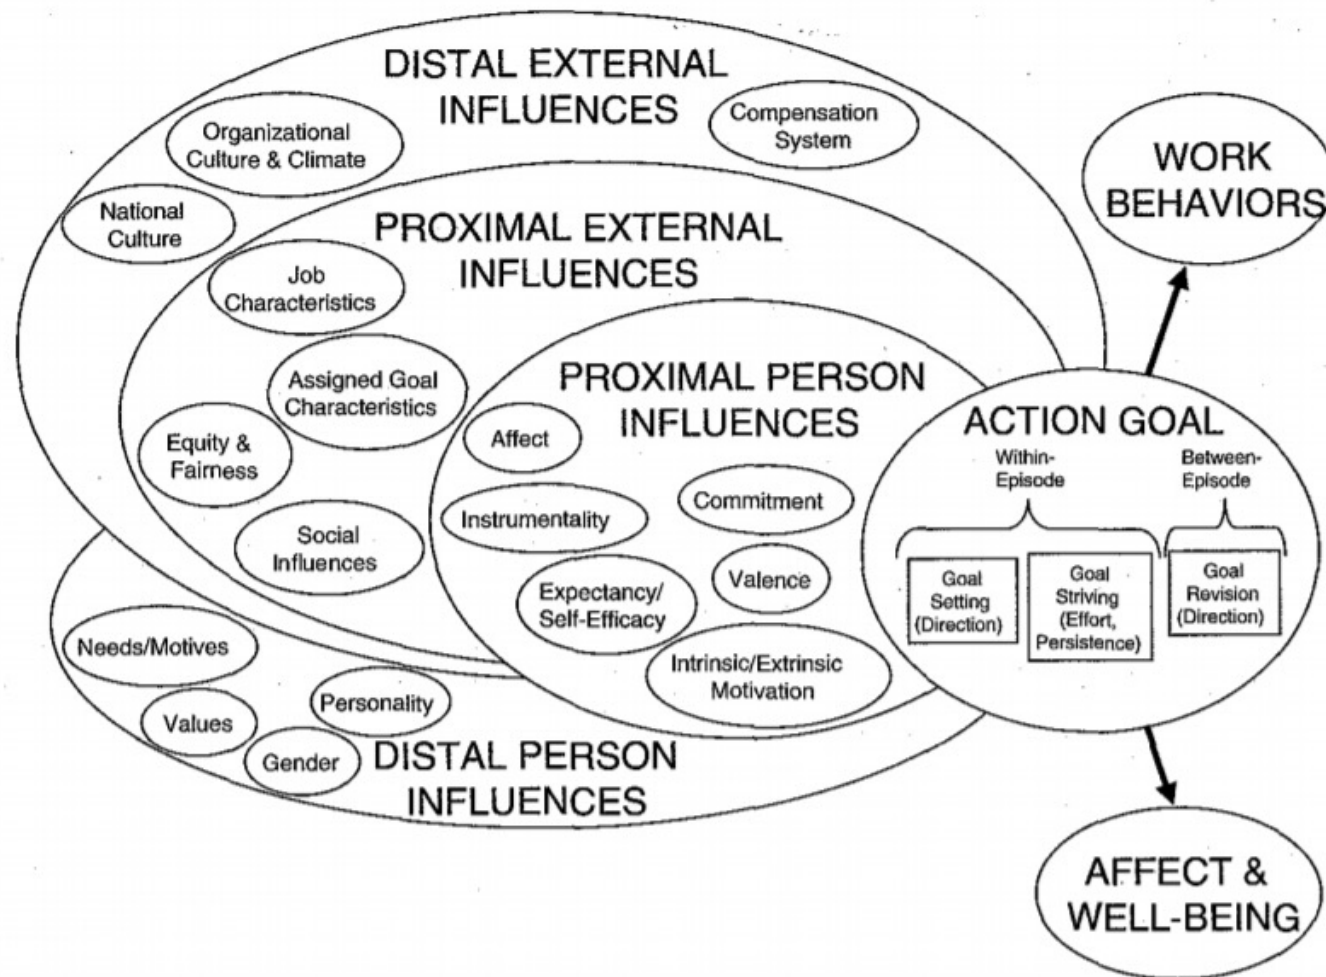 DISTAL EXTERNAL
INFLUENCES
Organizational
Culture & Climate
Compensation
System
National
Culture
PROXIMAL EXTERNAL
INFLUENCES
Job
Characteristics
Assigned Goal
Characteristics
Equity &
Fairness
Social
Influences
PROXIMAL PERSON
INFLUENCES
Affect
Commitment
Instrumentality
Valence
Expectancy/
Self-Efficacy
Intrinsic/Extrinsic
Motivation
Needs/Motives
Values
Personality
Gender
DISTAL PERSON
INFLUENCES
ACTION GOAL
Within-
Episode
Between-
Episode
Goal
Setting
(Direction)
Goal
Striving
(Effort,
Persistence)
Goal
Revision
(Direction)
WORK
BEHAVIORS
AFFECT &
WELL-BEING